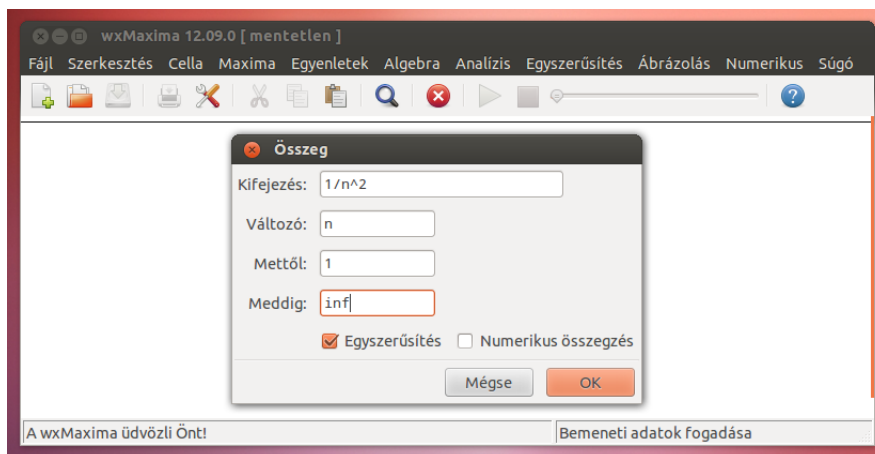 wxMaxima 12.09.0 [ mentetlen ]
Fájl Szerkesztés Cella Maxima Egyenletek Algebra Analízis Egyszerűsítés Ábrázolás Numerikus Súgó
Összeg
Kifejezés: 1/n^2
Változó: n
Mettől: 1
Meddig: inf
Egyszerűsítés Numerikus összegzés
Mégse OK
A wxMaxima üdvözli Önt! Bemeneti adatok fogadása